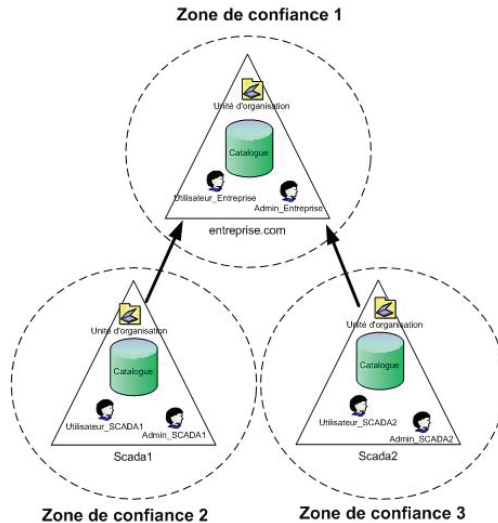 Zone de confiance 1
Unité d'organisation
Catalogue
Utilisateur_Entreprise
Admin_Entreprise
entreprise.com
Unité d'organisation
Catalogue
Utilisateur_SCADA1
Admin_SCADA1
Scada1
Unité d'organisation
Catalogue
Utilisateur_SCADA2
Admin_SCADA2
Scada2
Zone de confiance 2
Zone de confiance 3